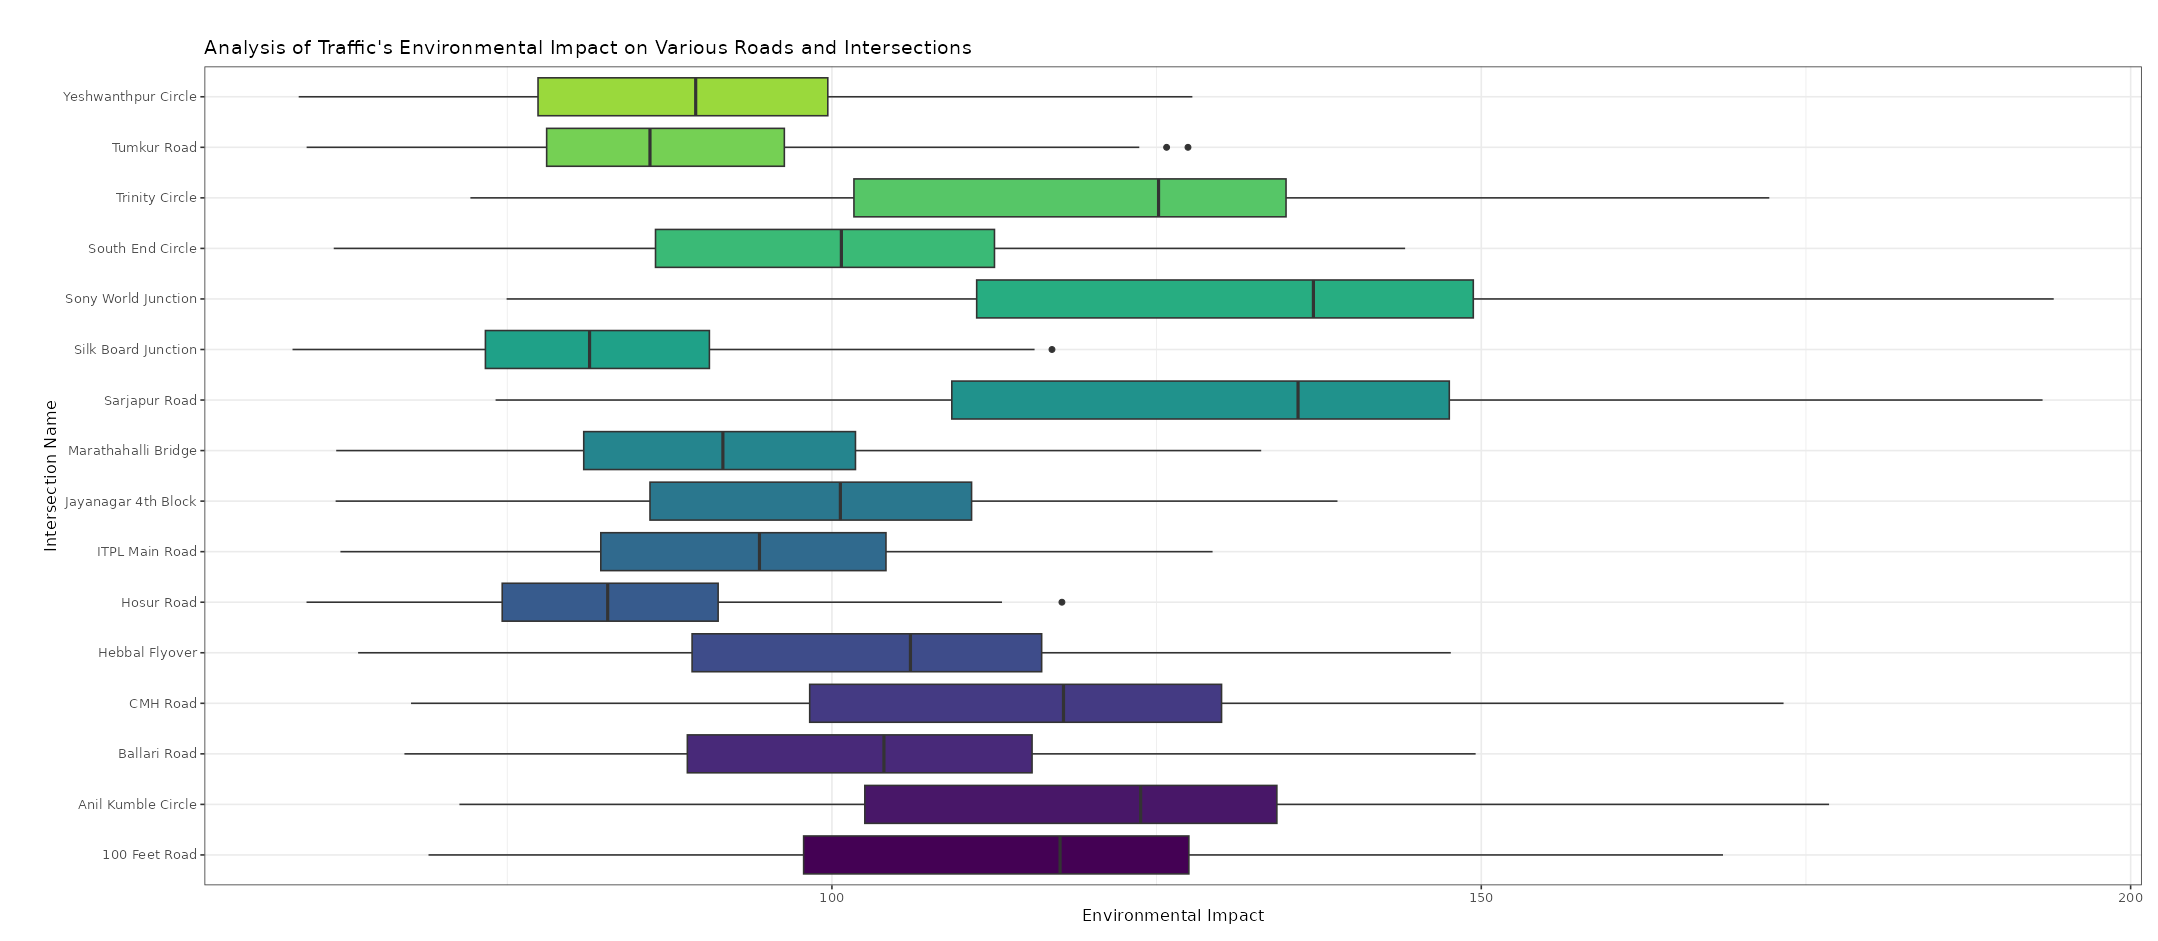 Analysis of Traffic's Environmental Impact on Various Roads and Intersections
Intersection Name
Yeshwanthpur Circle
Tumkur Road
Trinity Circle
South End Circle
Sony World Junction
Silk Board Junction
Sarjapur Road
Marathahalli Bridge
Jayanagar 4th Block
ITPL Main Road
Hosur Road
Hebbal Flyover
CMH Road
Ballari Road
Anil Kumble Circle
100 Feet Road
100 150 200
Environmental Impact